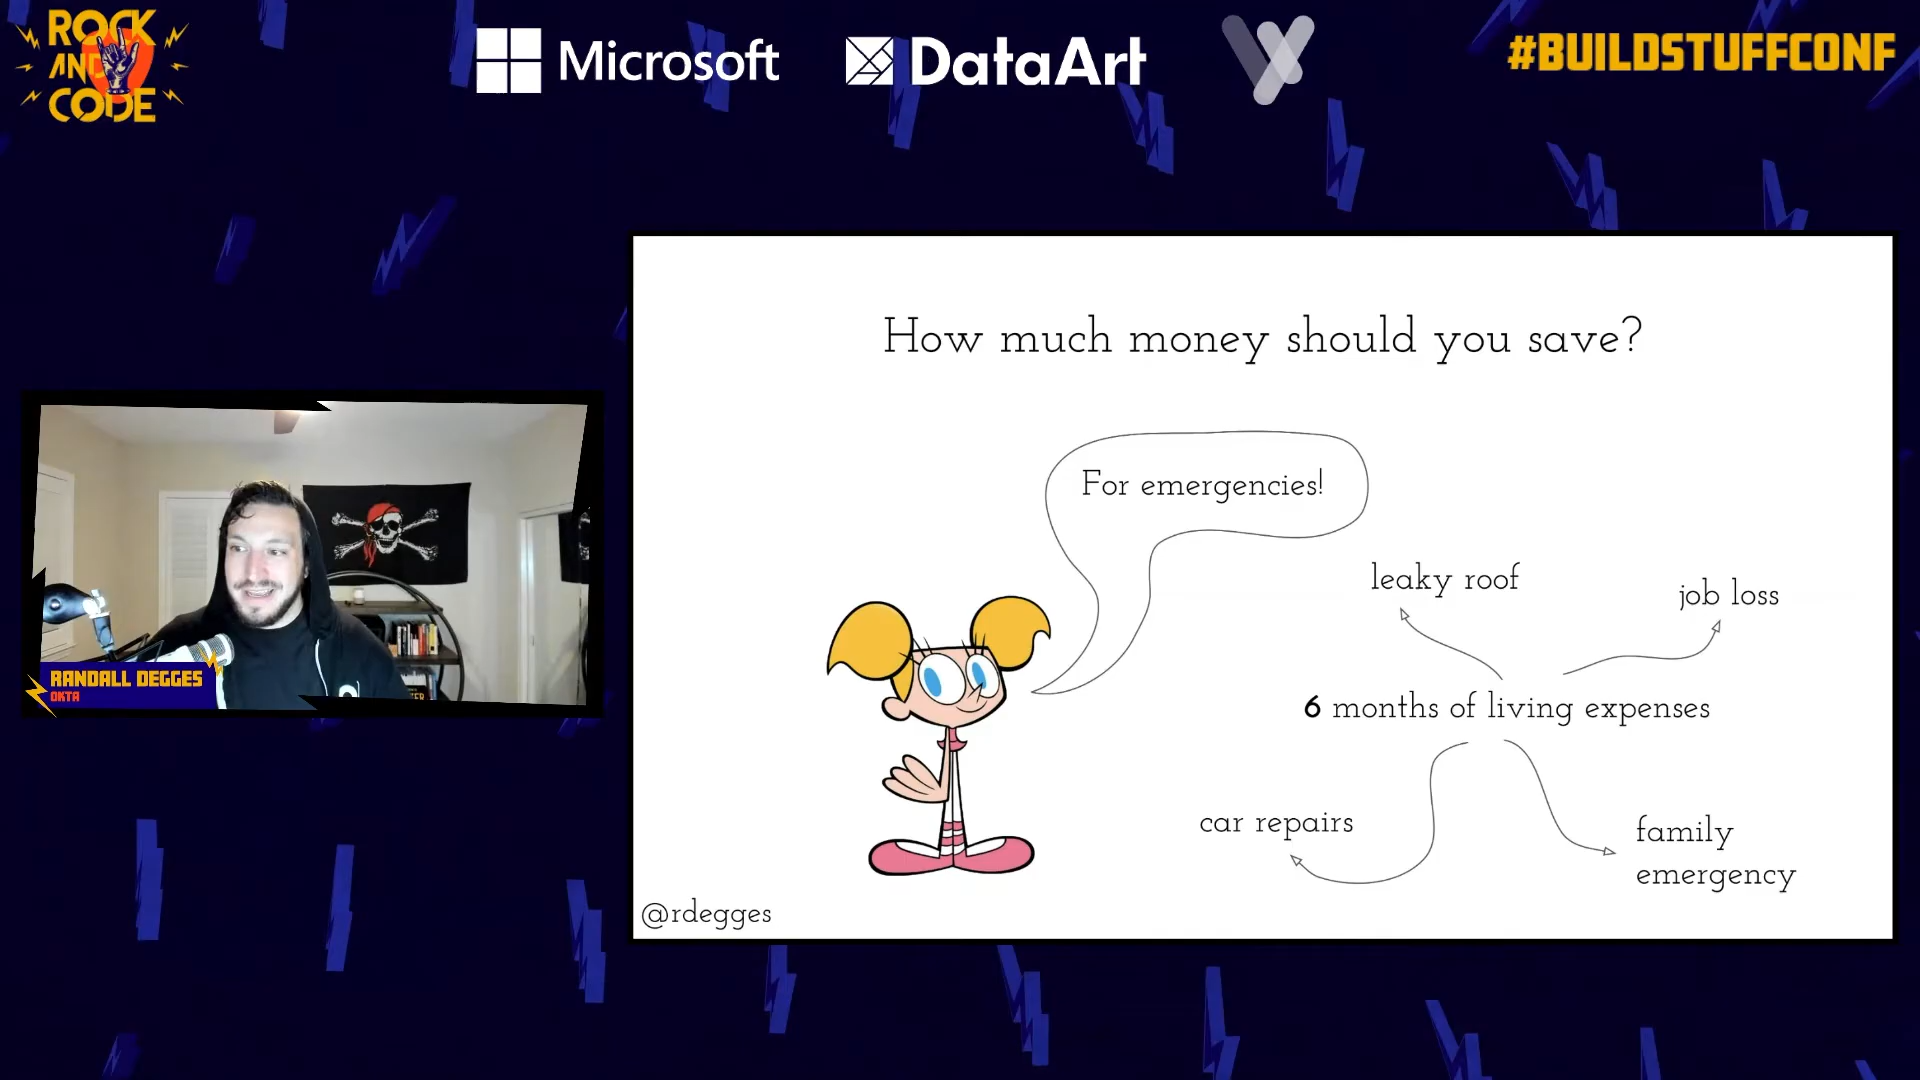 ROCK
AND
CODE
Microsoft
DataArt
#BUILDSTUFFCONF
How much money should you save?
For emergencies!
leaky roof
job loss
6 months of living expenses
car repairs
family
emergency
@rdegges
RANDALL DEGGES
OKTA